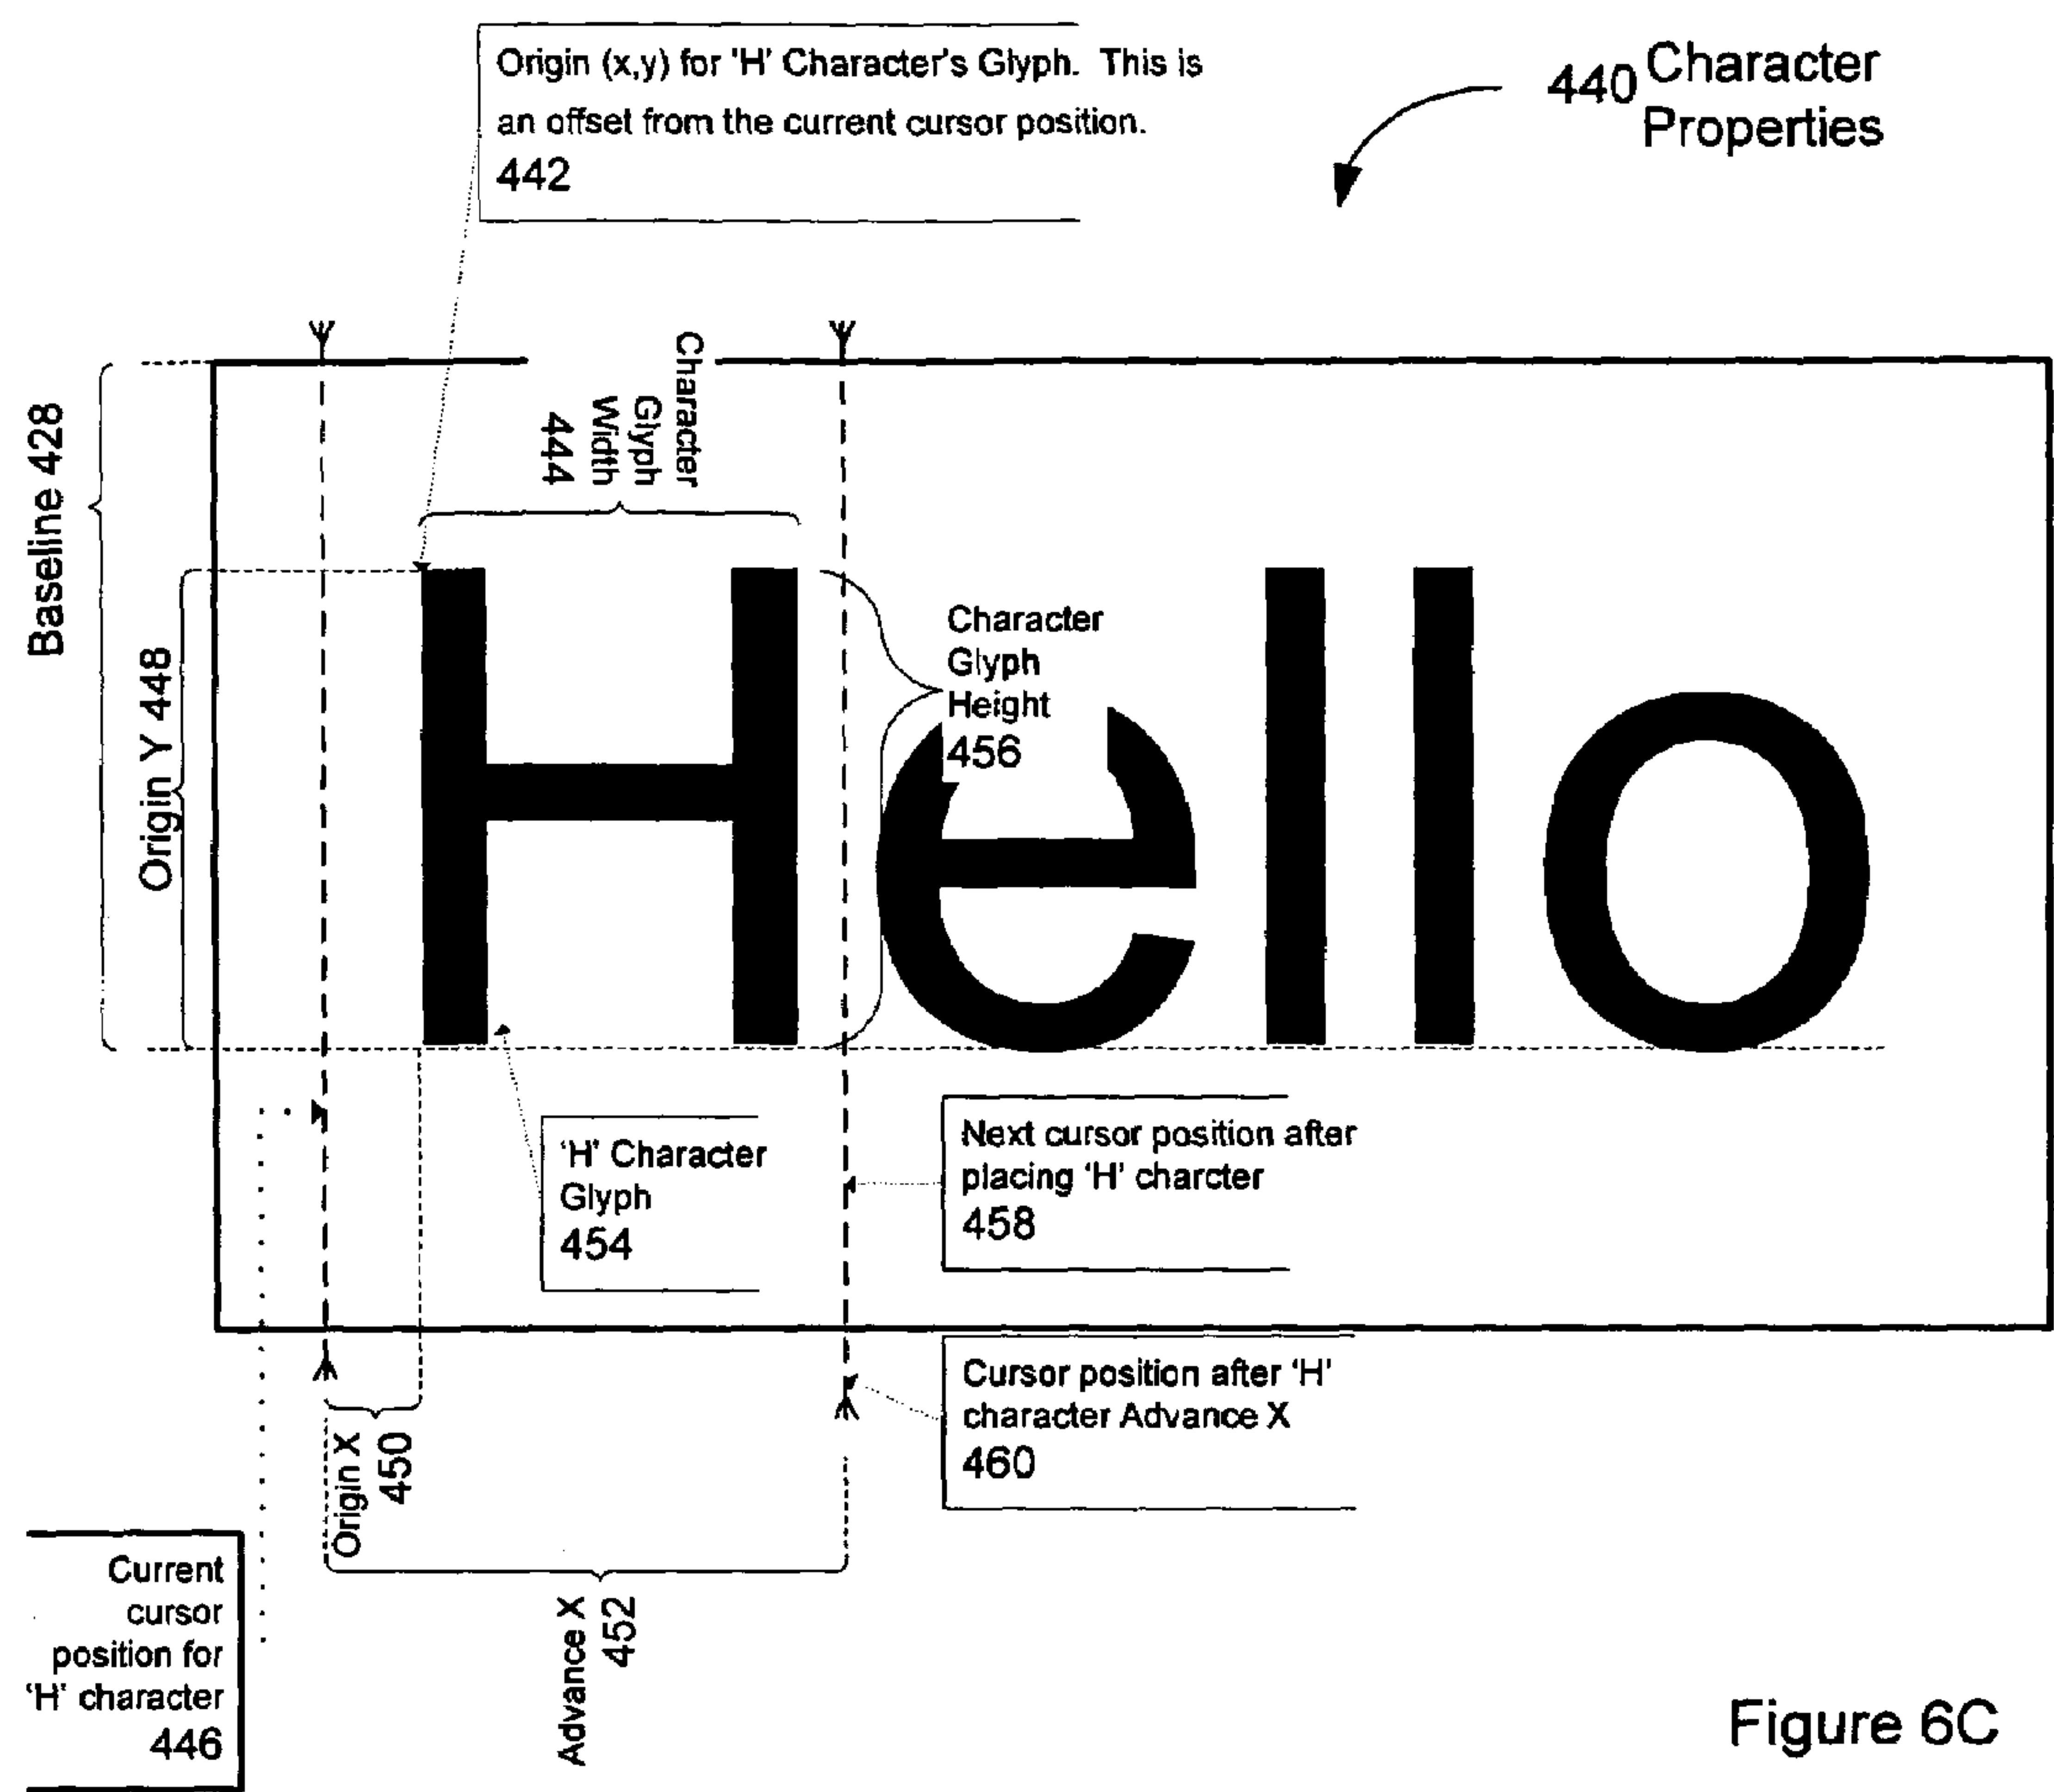 Origin (x,y) for 'H' Character's Glyph. This is
an offset from the current cursor position.
442
440 Character
Properties
Baseline 428
Origin Y 448
Character
Glyph
Width
444
Hello
Character
Glyph
Height
456
'H' Character
Glyph
454
Next cursor position after
placing 'H' charcter
458
Cursor position after 'H'
character Advance X
460
Origin X
450
Advance X
452
Current
cursor
position for
'H' character
446
Figure 6C